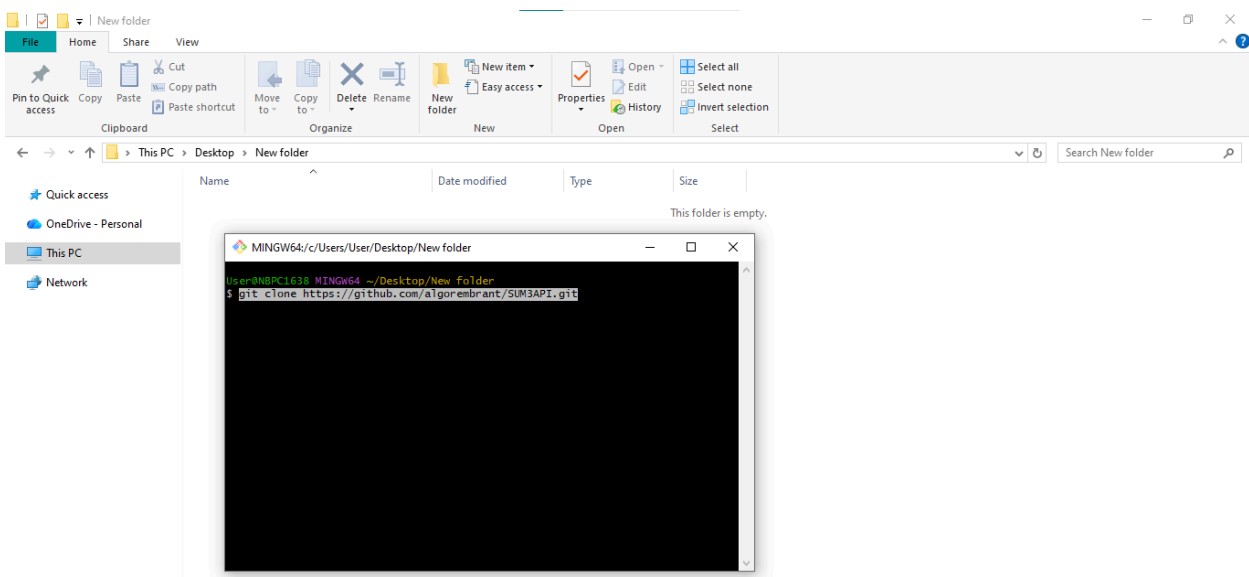 New folder
File Home Share View
Pin to Quick access
Copy
Paste
Cut
Copy path
Paste shortcut
Clipboard
Move to
Copy to
Delete
Rename
Organize
New folder
New item
Easy access
New
Properties
Open
Edit
History
Open
Select all
Select none
Invert selection
Select
This PC > Desktop > New folder
Search New folder
Name Date modified Type Size
Quick access
OneDrive - Personal
This PC
Network
This folder is empty.
MINGW64:/c/Users/User/Desktop/New folder
User@NBPC1638 MINGW64 ~/Desktop/New folder
$ git clone https://github.com/algorembrant/SUM3API.git